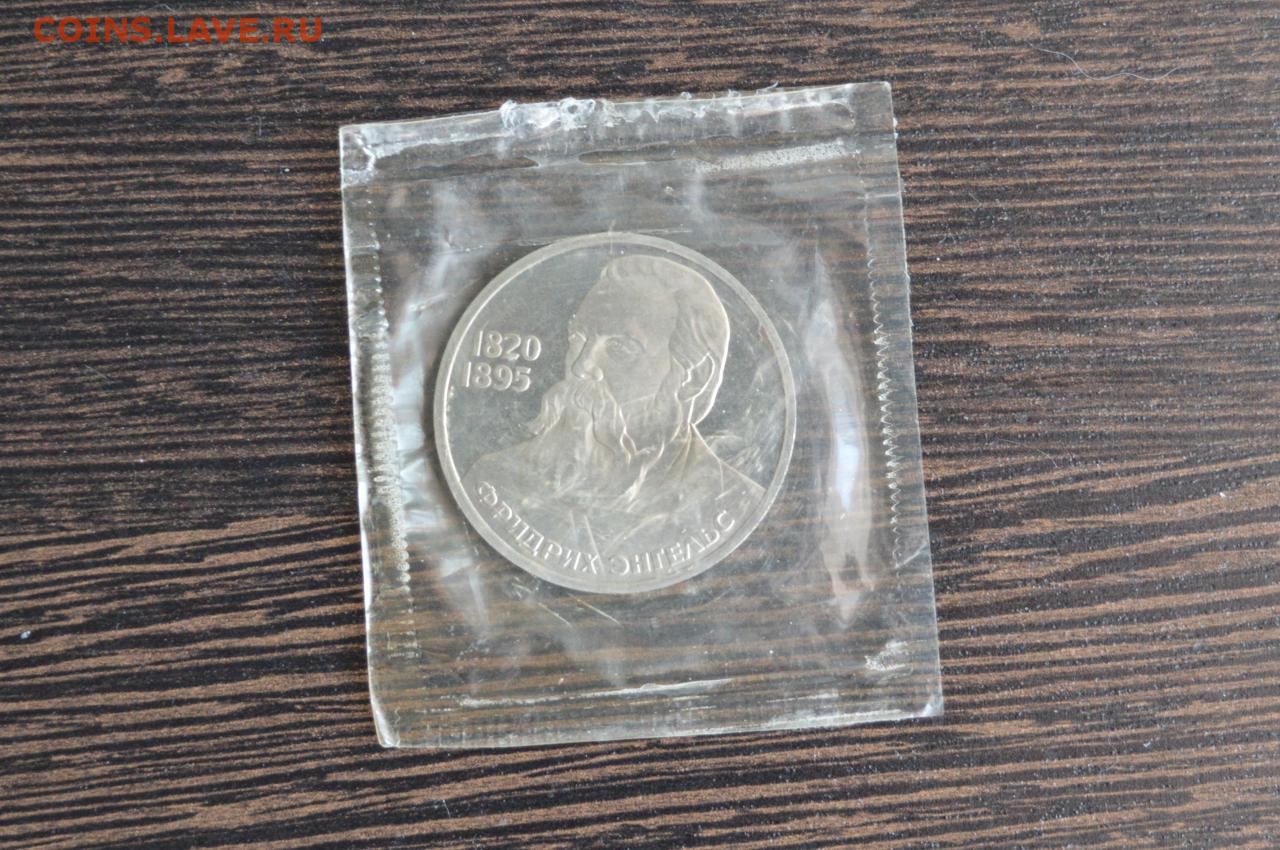 COINS.LAVE.RU
1820
1895
ФРИДРИХ ЭНГЕЛЬС